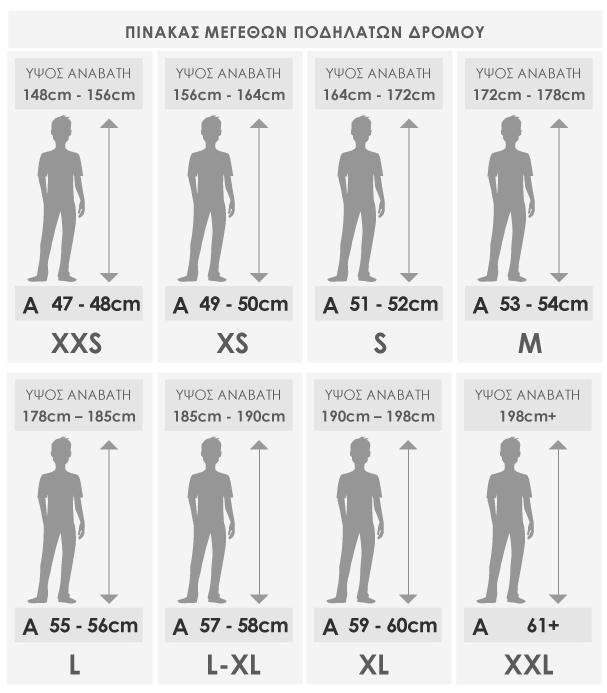 ΠΙΝΑΚΑΣ ΜΕΓΕΘΩΝ ΠΟΔΗΛΑΤΩΝ ΔΡΟΜΟΥ
ΥΨΟΣ ΑΝΑΒΑΤΗ
148cm - 156cm
A 47 - 48cm
XXS
ΥΨΟΣ ΑΝΑΒΑΤΗ
156cm - 164cm
A 49 - 50cm
XS
ΥΨΟΣ ΑΝΑΒΑΤΗ
164cm - 172cm
A 51 - 52cm
S
ΥΨΟΣ ΑΝΑΒΑΤΗ
172cm - 178cm
A 53 - 54cm
M
ΥΨΟΣ ΑΝΑΒΑΤΗ
178cm – 185cm
A 55 - 56cm
L
ΥΨΟΣ ΑΝΑΒΑΤΗ
185cm - 190cm
A 57 - 58cm
L-XL
ΥΨΟΣ ΑΝΑΒΑΤΗ
190cm – 198cm
A 59 - 60cm
XL
ΥΨΟΣ ΑΝΑΒΑΤΗ
198cm+
A 61+
XXL